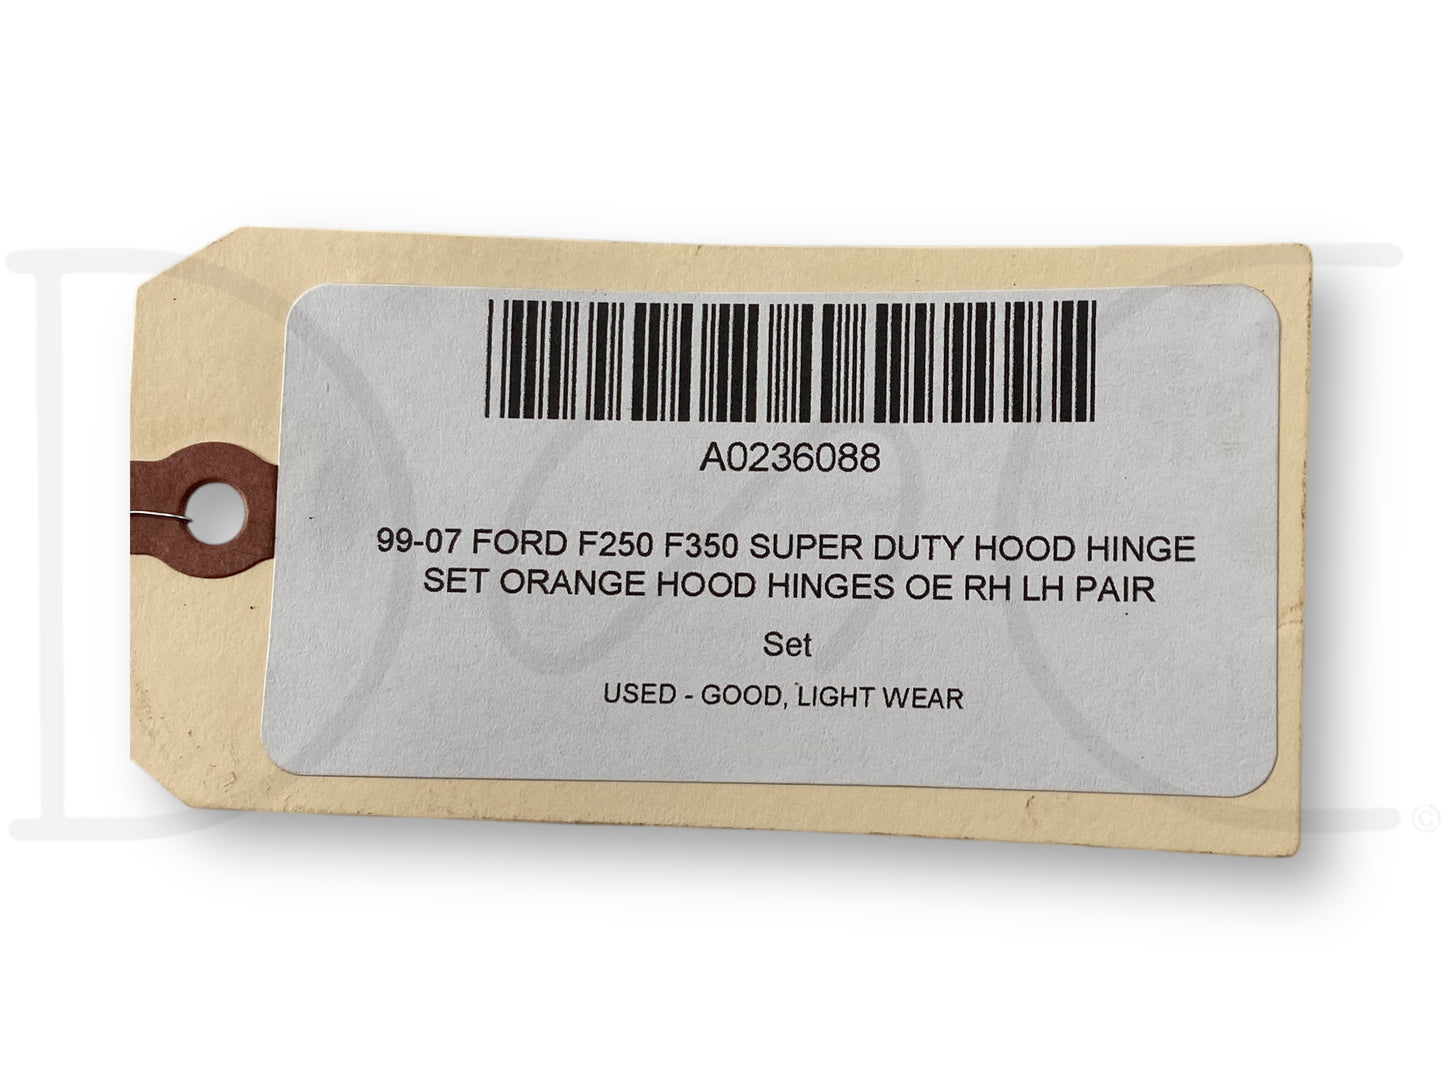 A0236088
99-07 FORD F250 F350 SUPER DUTY HOOD HINGE
SET ORANGE HOOD HINGES OE RH LH PAIR
Set
USED - GOOD, LIGHT WEAR
©